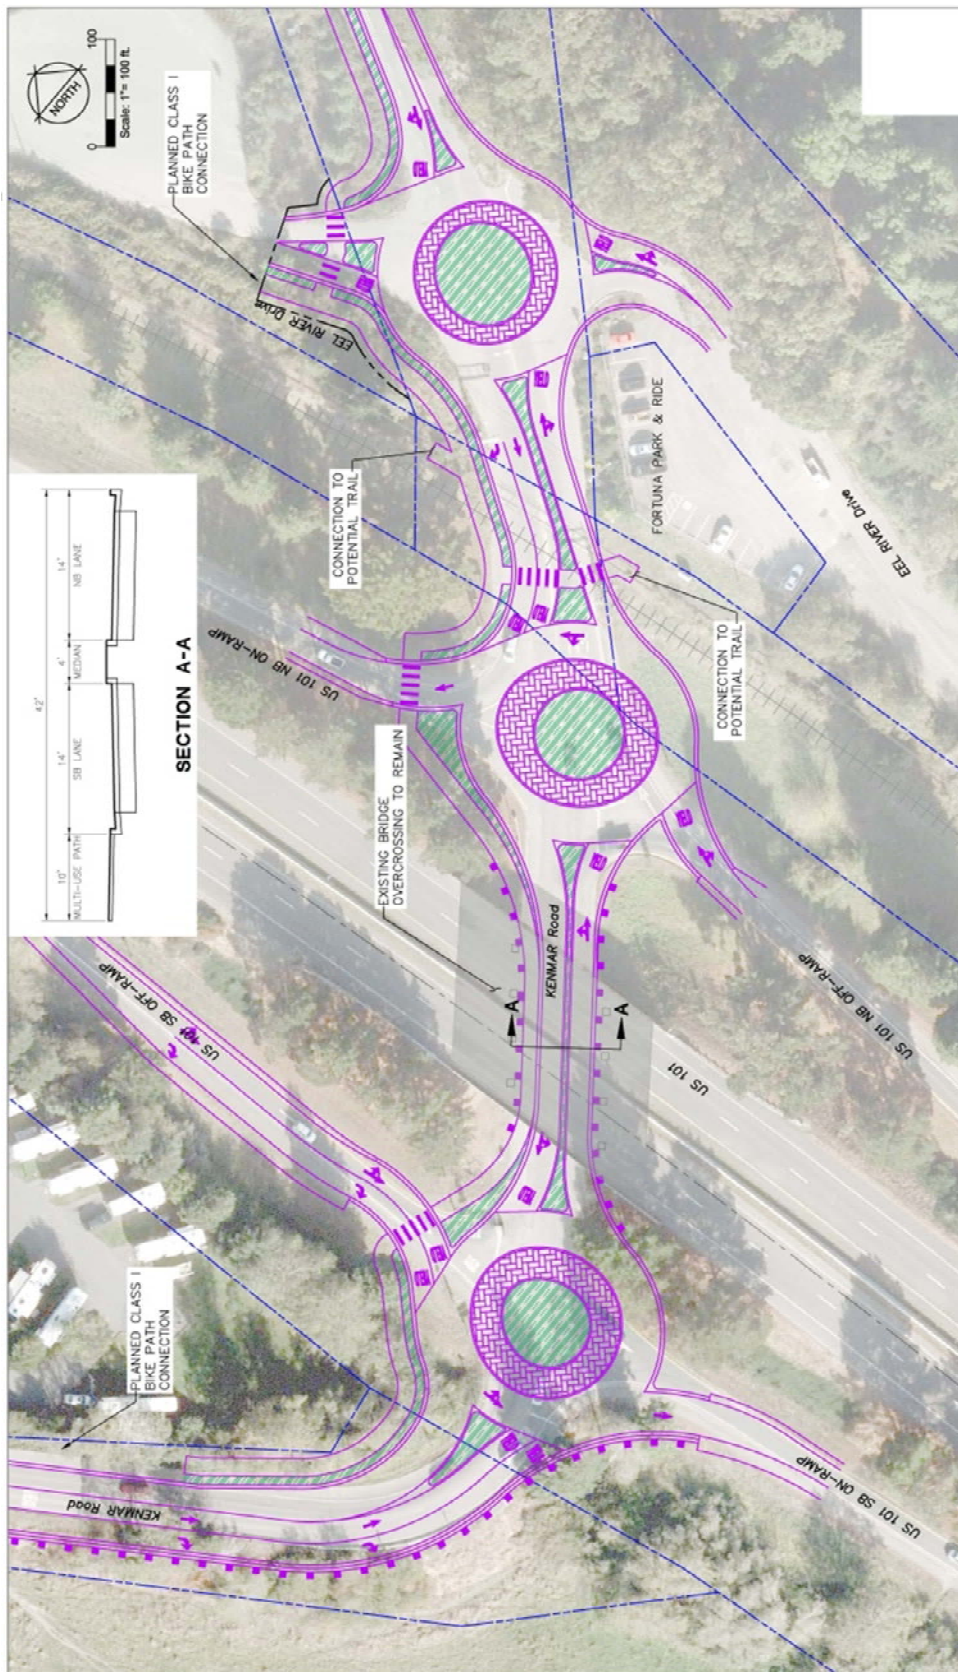 NORTH
0 100
Scale: 1"= 100 ft.
PLANNED CLASS I
BIKE PATH
CONNECTION
EEL RIVER Drive
CONNECTION TO
POTENTIAL TRAIL
FORTUNA PARK & RIDE
EEL RIVER Drive
CONNECTION TO
POTENTIAL TRAIL
US 101 NB ON-RAMP
42'
10' 14' 4' 14'
MULTI-USE PATH SB LANE MEDIAN NB LANE
SECTION A-A
EXISTING BRIDGE
OVERCROSSING TO REMAIN
KENMAR Road
A
A
US 101
US 101 NB OFF-RAMP
US 101 SB OFF-RAMP
PLANNED CLASS I
BIKE PATH
CONNECTION
KENMAR Road
US 101 SB ON-RAMP